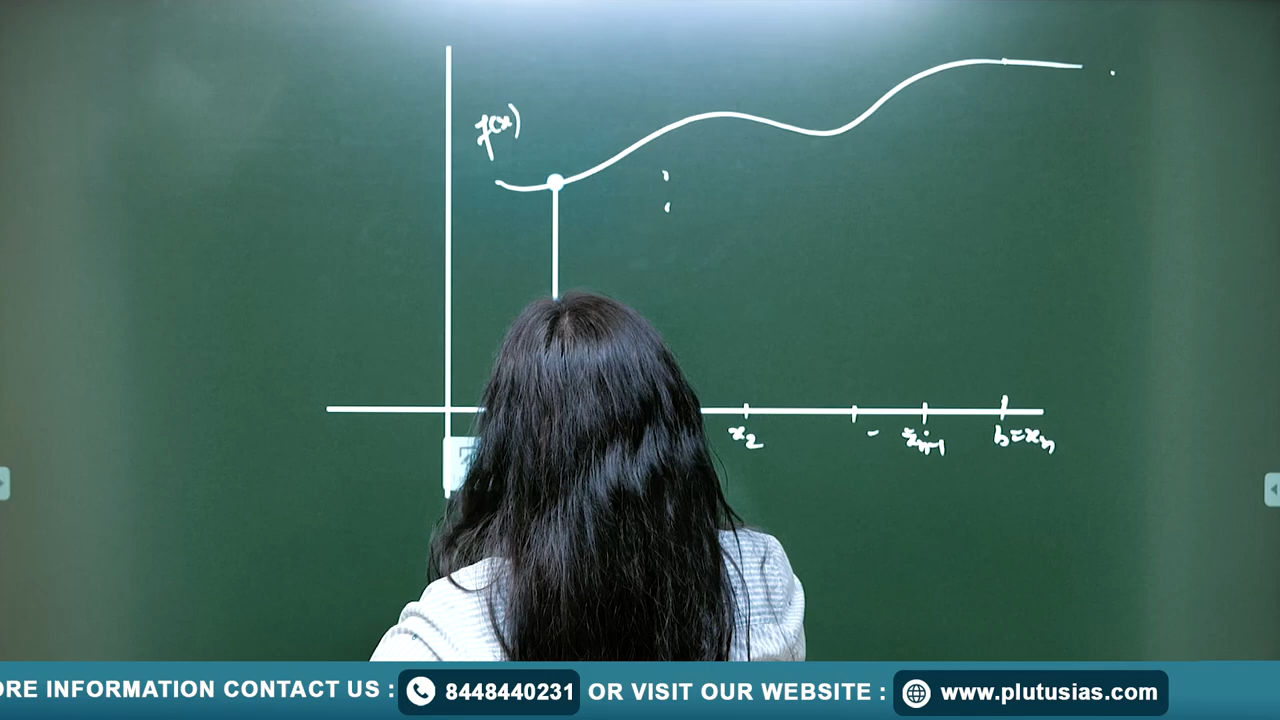 f(x)
x₂ - xₙ₋₁ b=xₙ
ORE INFORMATION CONTACT US : 8448440231 OR VISIT OUR WEBSITE : www.plutusias.com